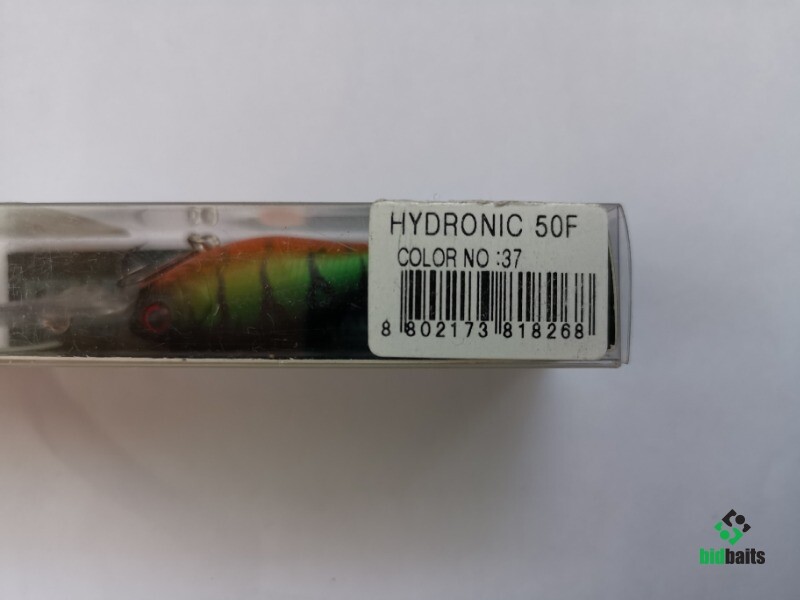 HYDRONIC 50F
COLOR NO :37
8 802173 818268
bidbaits